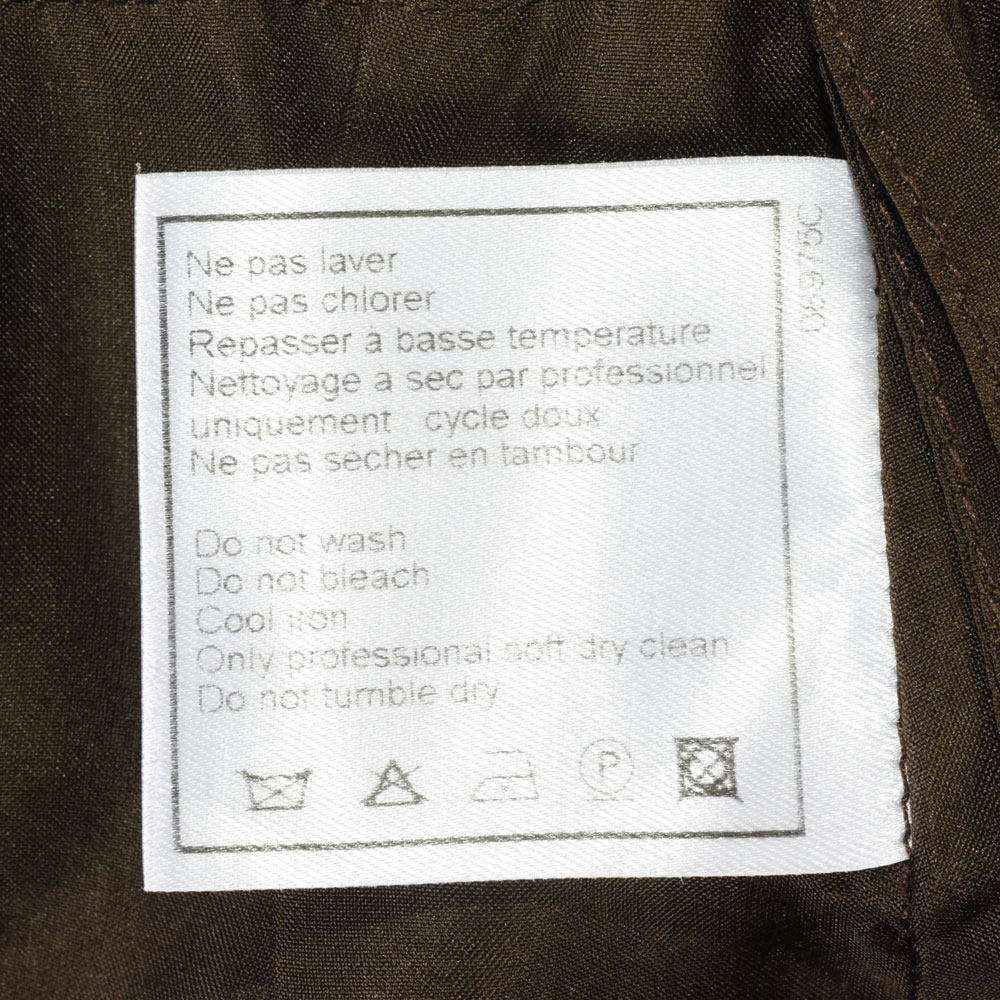 Ne pas laver
Ne pas chlorer
Repasser à basse temperature
Nettoyage a sec par professionnel
uniquement cycle doux
Ne pas secher en tambour
Do not wash
Do not bleach
Cool iron
Only professional soft dry clean
Do not tumble dry
P
08975C